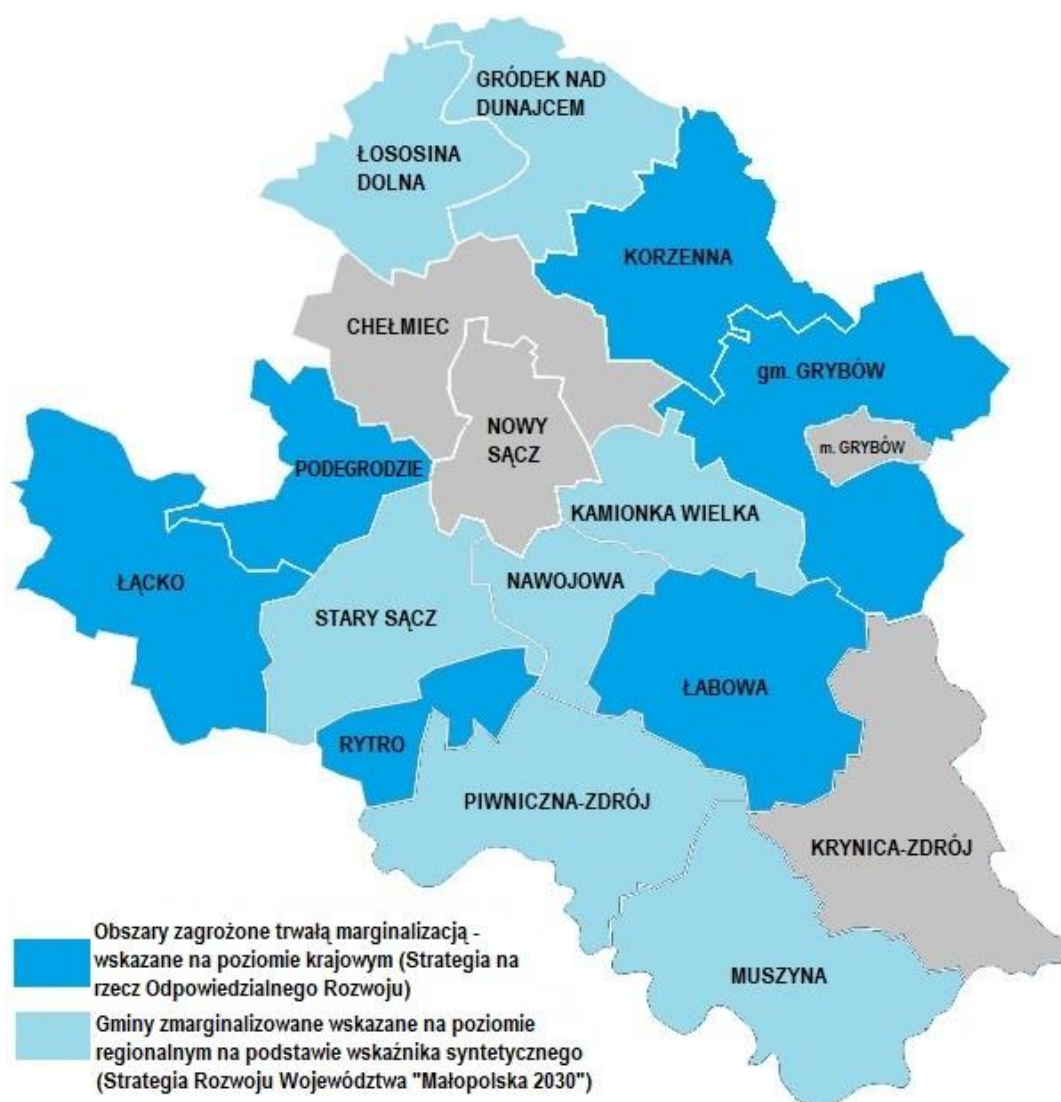 GRÓDEK NAD
DUNAJCEM
ŁOSOSINA
DOLNA
KORZENNA
CHEŁMIEC
gm. GRYBÓW
NOWY
SĄCZ
m. GRYBÓW
PODEGRODZIE
KAMIONKA WIELKA
ŁĄCKO
NAWOJOWA
STARY SĄCZ
ŁABOWA
RYTRO
PIWNICZNA-ZDRÓJ
KRYNICA-ZDRÓJ
MUSZYNA
Obszary zagrożone trwałą marginalizacją -
wskazane na poziomie krajowym (Strategia na
rzecz Odpowiedzialnego Rozwoju)
Gminy zmarginalizowane wskazane na poziomie
regionalnym na podstawie wskaźnika syntetycznego
(Strategia Rozwoju Województwa "Małopolska 2030")